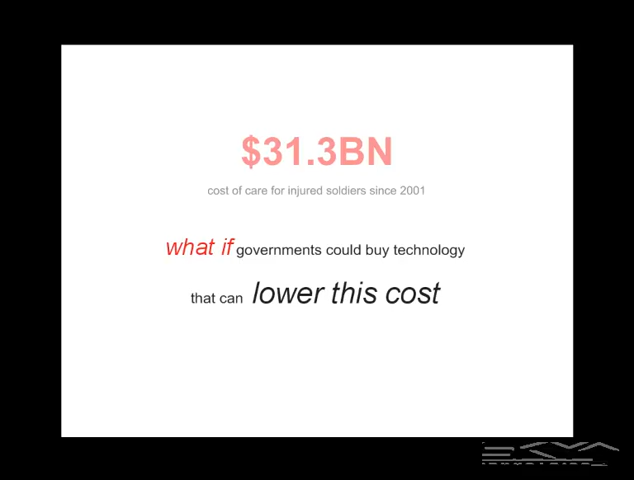 $31.3BN
cost of care for injured soldiers since 2001
what if governments could buy technology
that can lower this cost